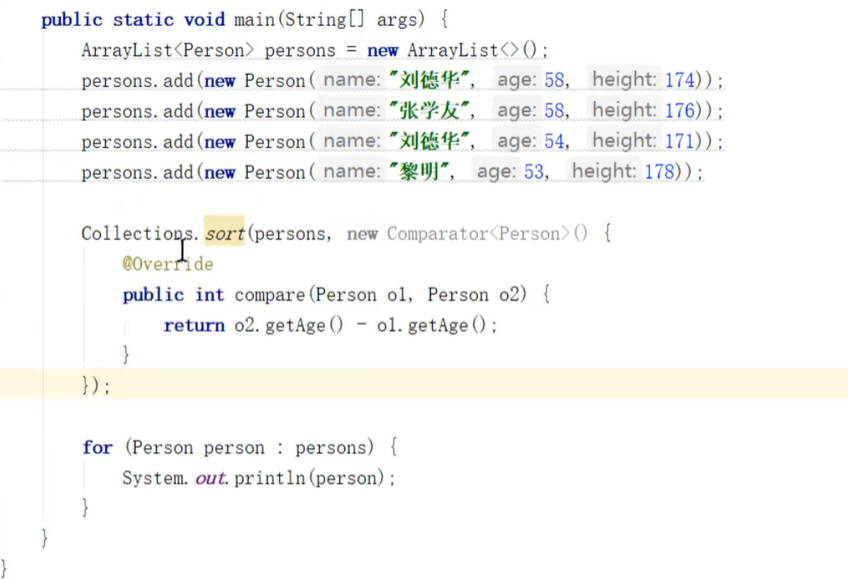 public static void main(String[] args) {
ArrayList<Person> persons = new ArrayList<>();
persons.add(new Person( name: "刘德华", age: 58, height: 174));
persons.add(new Person( name: "张学友", age: 58, height: 176));
persons.add(new Person( name: "刘德华", age: 54, height: 171));
persons.add(new Person( name: "黎明", age: 53, height: 178));
Collections.sort(persons, new Comparator<Person>() {
@Override
public int compare(Person o1, Person o2) {
return o2.getAge() - o1.getAge();
}
});
for (Person person : persons) {
System.out.println(person);
}
}
}